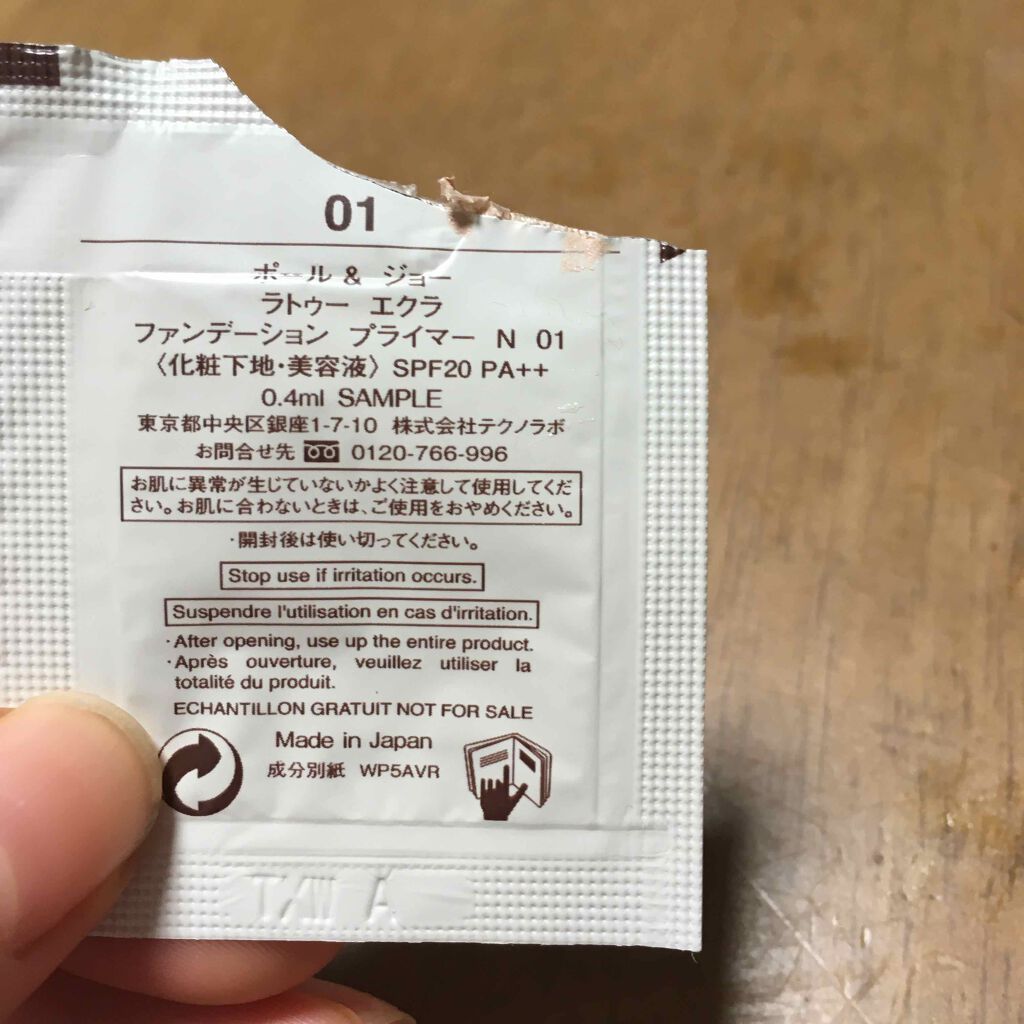 01
ポール & ジョー
ラトゥー エクラ
ファンデーション プライマー N 01
〈化粧下地・美容液〉 SPF20 PA++
0.4ml SAMPLE
東京都中央区銀座1-7-10 株式会社テクノラボ
お問合せ先 0120-766-996
お肌に異常が生じていないかよく注意して使用してくだ
さい。お肌に合わないときは、ご使用をおやめください。
・開封後は使い切ってください。
Stop use if irritation occurs.
Suspendre l'utilisation en cas d'irritation.
・After opening, use up the entire product.
・Après ouverture, veuillez utiliser la
totalité du produit.
ECHANTILLON GRATUIT NOT FOR SALE
Made in Japan
成分別紙 WP5AVR